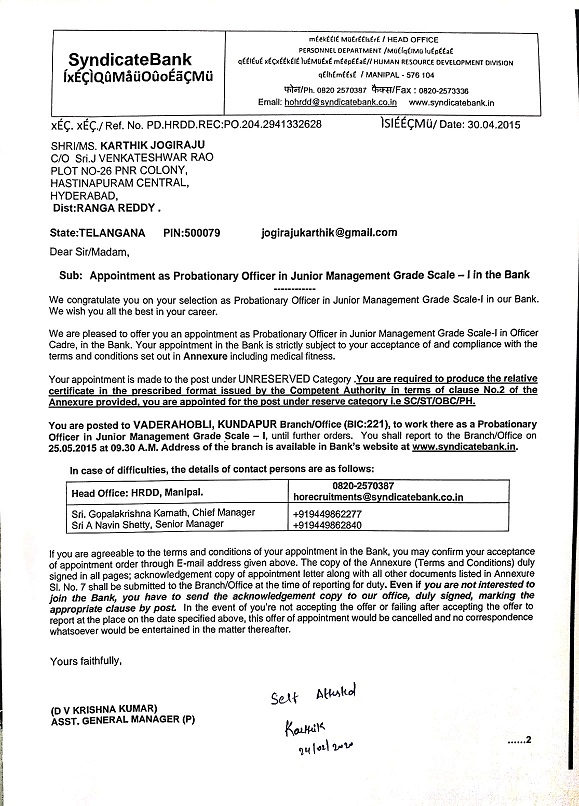 SyndicateBank
ÍxÉÇÌQûMåüOûoÉãÇMü
mÉëkÉÉlÉ MüÉrÉÉïsÉrÉ / HEAD OFFICE
PERSONNEL DEPARTMENT /
/ HUMAN RESOURCE DEVELOPMENT DIVISION
/ MANIPAL - 576 104
फोन/Ph. 0820 2570387 फैक्स/Fax : 0820-2573336
Email: hohrdd@syndicatebank.co.in www.syndicatebank.in
xÉÇ. xÉÇ./ Ref. No. PD.HRDD.REC:PO.204.2941332628
ÌSlÉÉÇMü/ Date: 30.04.2015
SHRI/MS. KARTHIK JOGIRAJU
C/O Sri.J VENKATESHWAR RAO
PLOT NO-26 PNR COLONY,
HASTINAPURAM CENTRAL,
HYDERABAD,
Dist:RANGA REDDY .
State:TELANGANA PIN:500079 jogirajukarthik@gmail.com
Dear Sir/Madam,
Sub: Appointment as Probationary Officer in Junior Management Grade Scale – I in the Bank
------------
We congratulate you on your selection as Probationary Officer in Junior Management Grade Scale-I in our Bank.
We wish you all the best in your career.
We are pleased to offer you an appointment as Probationary Officer in Junior Management Grade Scale-I in Officer
Cadre, in the Bank. Your appointment in the Bank is strictly subject to your acceptance of and compliance with the
terms and conditions set out in Annexure including medical fitness.
Your appointment is made to the post under UNRESERVED Category .You are required to produce the relative
certificate in the prescribed format issued by the Competent Authority in terms of clause No.2 of the
Annexure provided, you are appointed for the post under reserve category i.e SC/ST/OBC/PH.
You are posted to VADERAHOBLI, KUNDAPUR Branch/Office (BIC:221), to work there as a Probationary
Officer in Junior Management Grade Scale – I, until further orders. You shall report to the Branch/Office on
25.05.2015 at 09.30 A.M. Address of the branch is available in Bank's website at www.syndicatebank.in.
In case of difficulties, the details of contact persons are as follows:
Head Office: HRDD, Manipal.
0820-2570387
horecruitments@syndicatebank.co.in
Sri. Gopalakrishna Kamath, Chief Manager +919449862277
Sri A Navin Shetty, Senior Manager +919449862840
If you are agreeable to the terms and conditions of your appointment in the Bank, you may confirm your acceptance
of appointment order through E-mail address given above. The copy of the Annexure (Terms and Conditions) duly
signed in all pages; acknowledgement copy of appointment letter along with all other documents listed in Annexure
Sl. No. 7 shall be submitted to the Branch/Office at the time of reporting for duty. Even if you are not interested to
join the Bank, you have to send the acknowledgement copy to our office, duly signed, marking the
appropriate clause by post. In the event of you're not accepting the offer or failing after accepting the offer to
report at the place on the date specified above, this offer of appointment would be cancelled and no correspondence
whatsoever would be entertained in the matter thereafter.
Yours faithfully,
(D V KRISHNA KUMAR)
ASST. GENERAL MANAGER (P)
Self Attested
Karthik
24/02/2020
......2